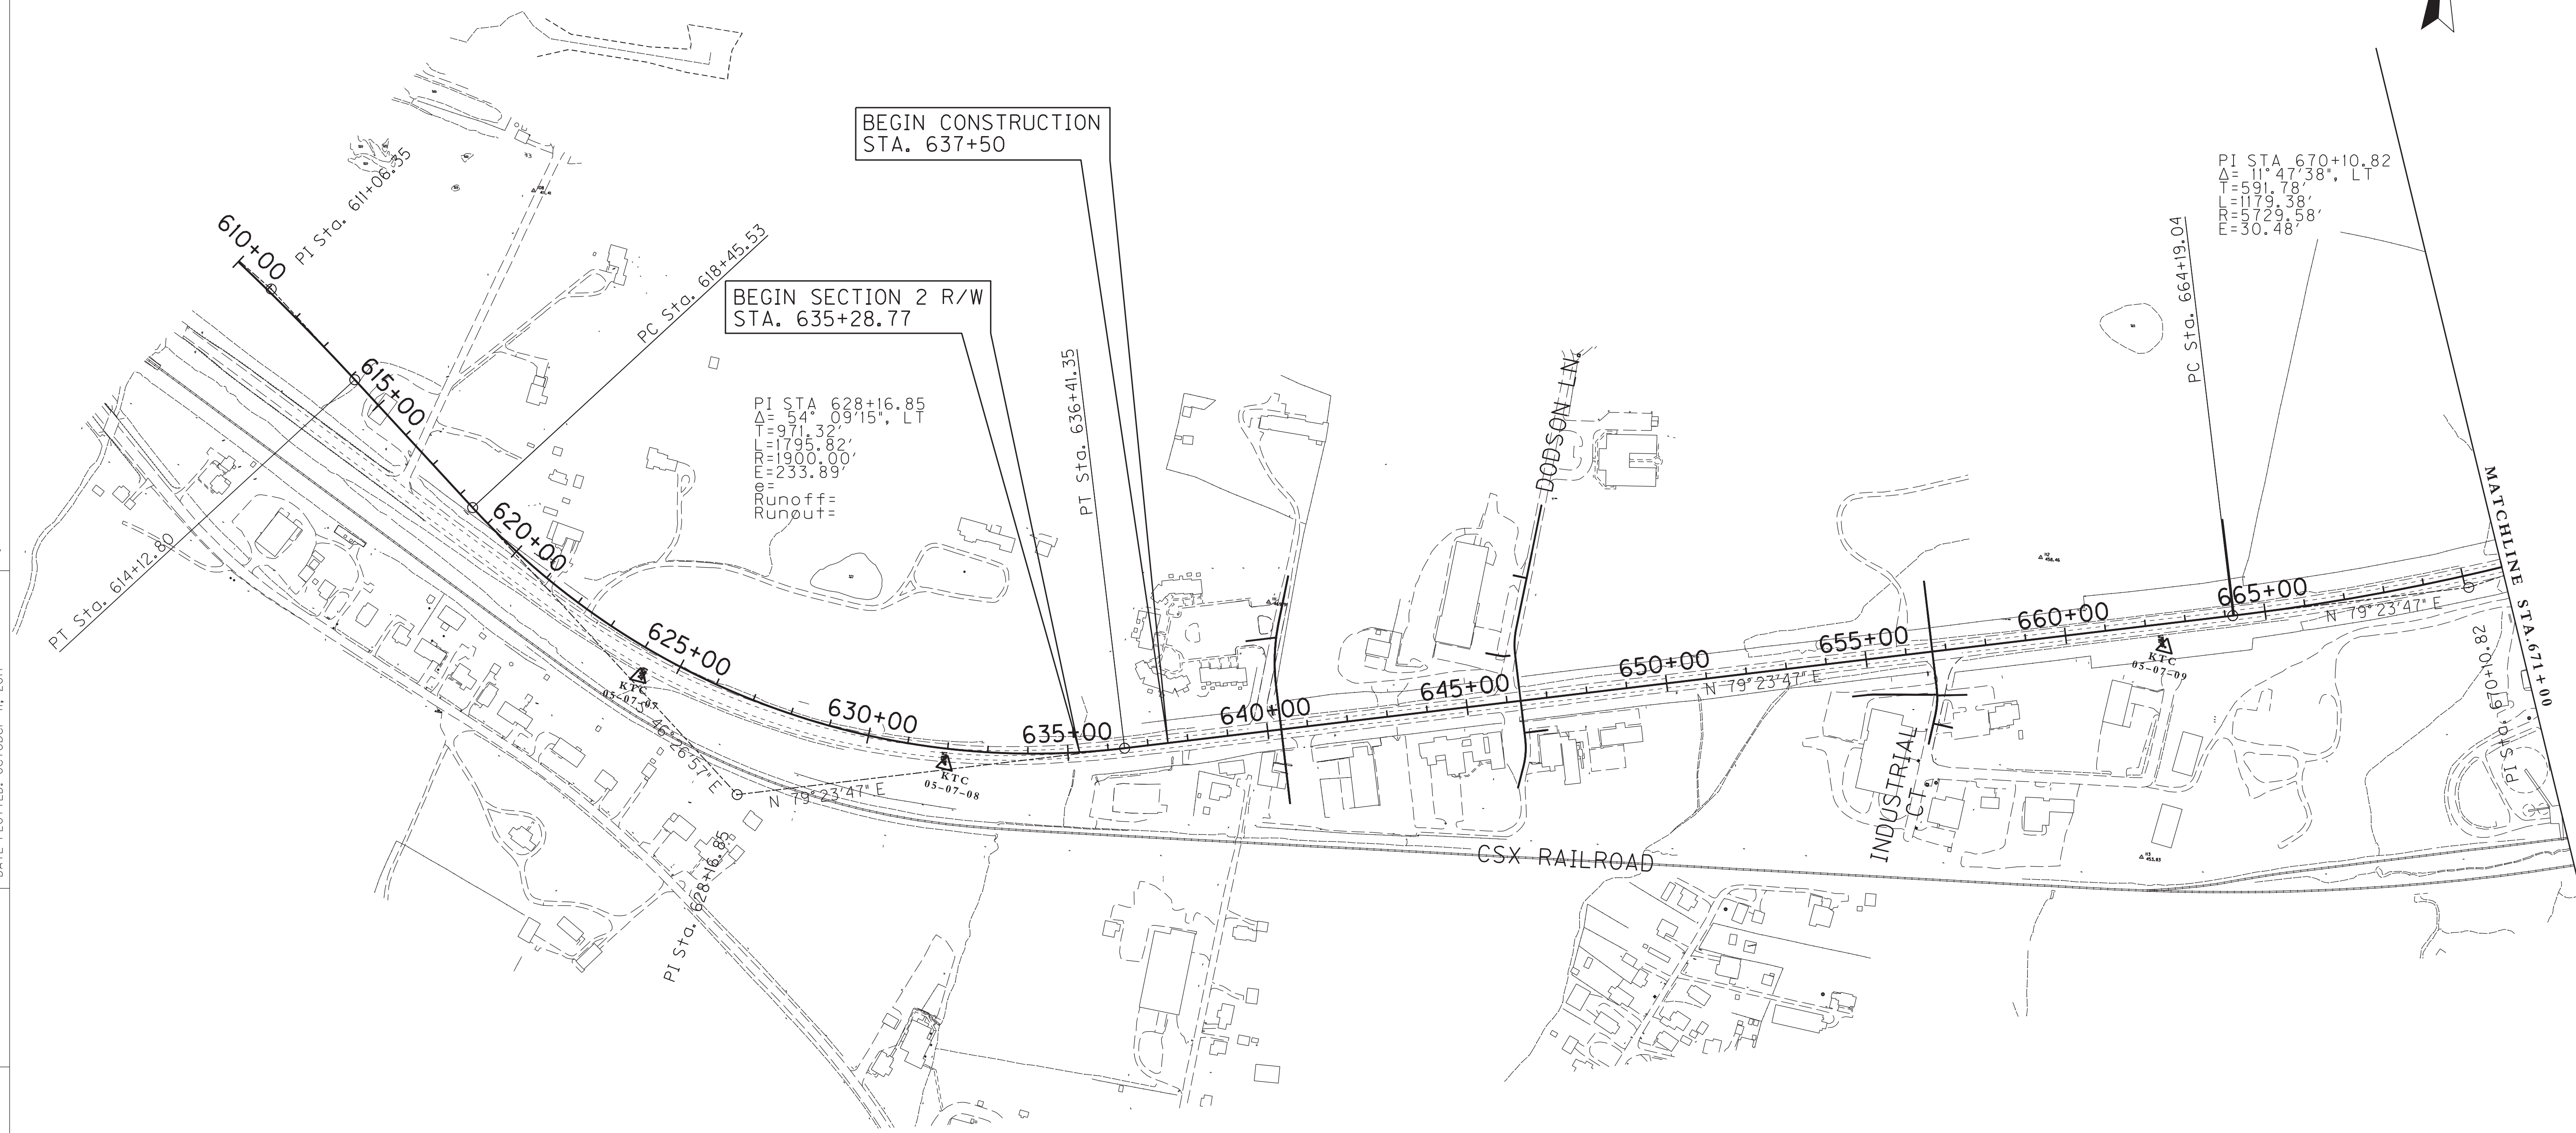 BEGIN CONSTRUCTION
STA. 637+50
PI STA 670+10.82
Δ= 11°47'38", LT
T=591.78'
L=1179.38'
R=5729.58'
E=30.48'
PI Sta. 611+06.35
610+00
PC Sta. 618+45.53
PC Sta. 664+19.04
BEGIN SECTION 2 R/W
STA. 635+28.77
PT Sta. 636+41.35
DODSON LN.
615+00
PI STA 628+16.85
Δ= 54° 09'15", LT
T=971.32'
L=1795.82'
R=1900.00'
E=233.89'
e=
Runoff=
Runout=
MATCHLINE STA.671+00
620+00
PT Sta. 614+12.80
625+00
630+00
635+00
640+00
645+00
650+00
655+00
660+00
665+00
N 79°23'47" E
N 79°23'47" E
KTC
05-07-09
KTC
05-07-07
S 46°26'57" E
KTC
05-07-08
N 79°23'47" E
PI Sta. 670+10.82
INDUSTRIAL
CT.
CSX RAILROAD
PI Sta. 628+16.85